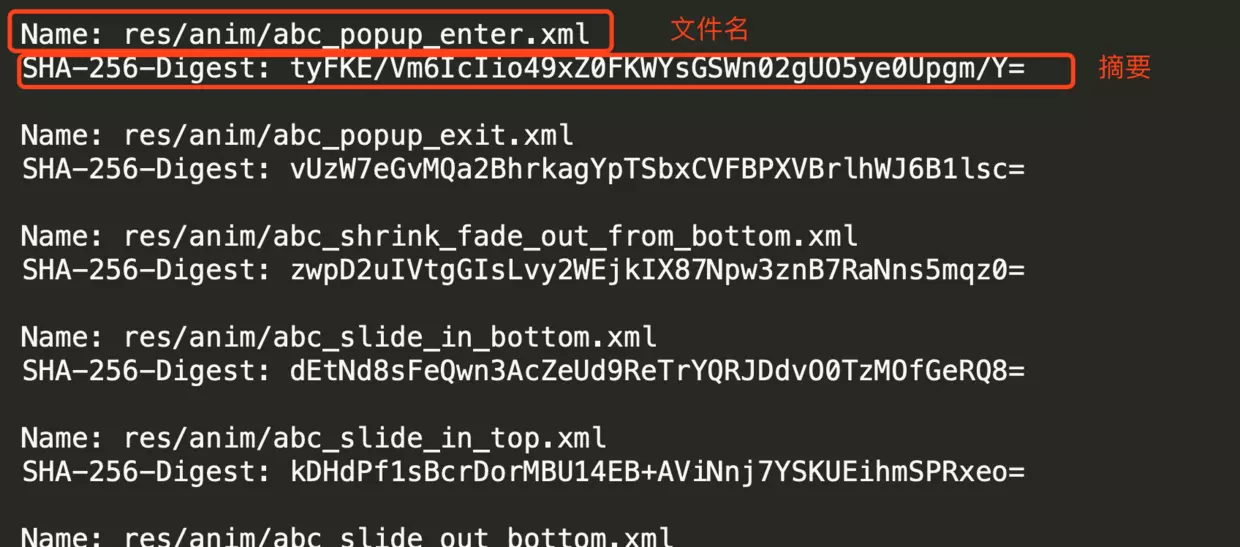 Name: res/anim/abc_popup_enter.xml 文件名
SHA-256-Digest: tyFKE/Vm6IcIio49xZ0FKWYsGSWn02gUO5ye0Upgm/Y= 摘要
Name: res/anim/abc_popup_exit.xml
SHA-256-Digest: vUzW7eGvMQa2BhrkagYpTSbxCVFBPXVBrlhWJ6B1lsc=
Name: res/anim/abc_shrink_fade_out_from_bottom.xml
SHA-256-Digest: zwpD2uIVtgGIsLvy2WEjkIX87Npw3znB7RaNns5mqz0=
Name: res/anim/abc_slide_in_bottom.xml
SHA-256-Digest: dEtNd8sFeQwn3AcZeUd9ReTrYQRJDdvO0TzMOfGeRQ8=
Name: res/anim/abc_slide_in_top.xml
SHA-256-Digest: kDHdPf1sBcrDorMBU14EB+AViNnj7YSKUEihmSPRxeo=
Name: res/anim/abc_slide_out_bottom.xml